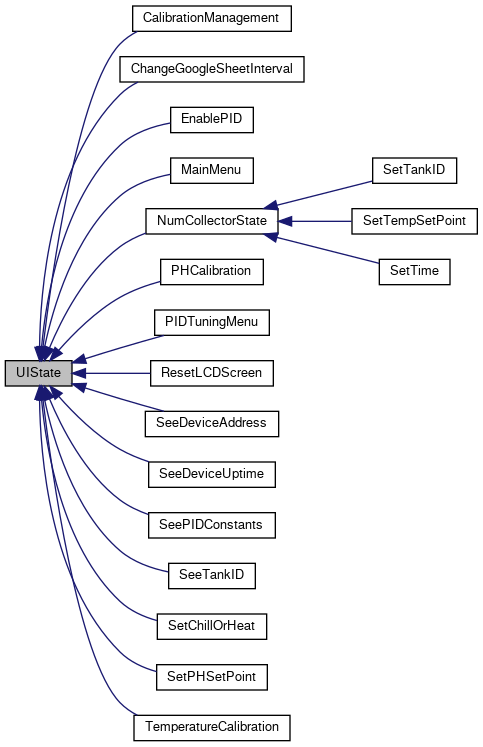 CalibrationManagement
ChangeGoogleSheetInterval
EnablePID
MainMenu
SetTankID
NumCollectorState
SetTempSetPoint
PHCalibration
SetTime
PIDTuningMenu
UIState
ResetLCDScreen
SeeDeviceAddress
SeeDeviceUptime
SeePIDConstants
SeeTankID
SetChillOrHeat
SetPHSetPoint
TemperatureCalibration